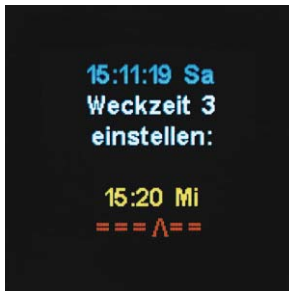 15:11:19 Sa
Weckzeit 3
einstellen:
15:20 Mi
===Λ==